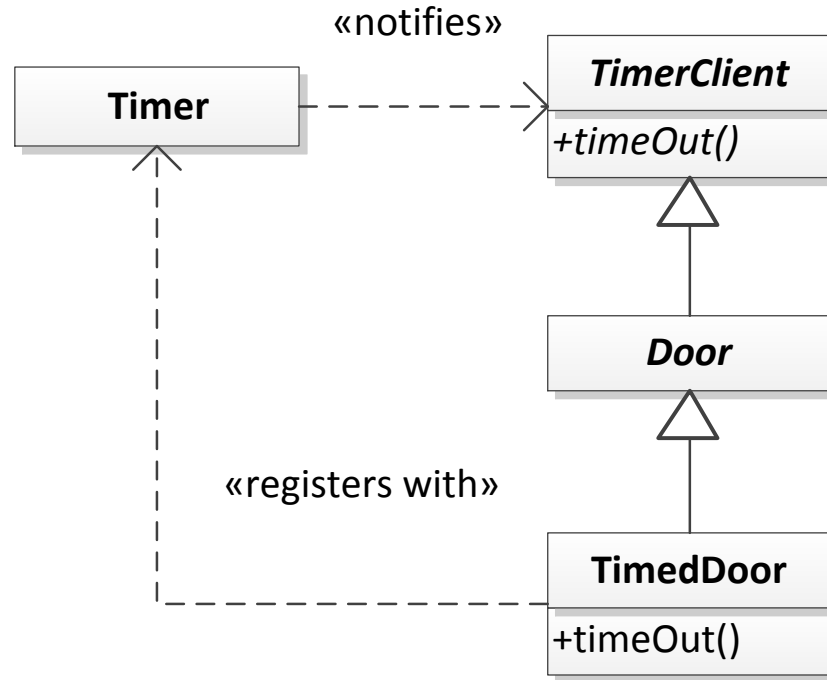 «notifies»
TimerClient
+timeOut()
Timer
Door
«registers with»
TimedDoor
+timeOut()